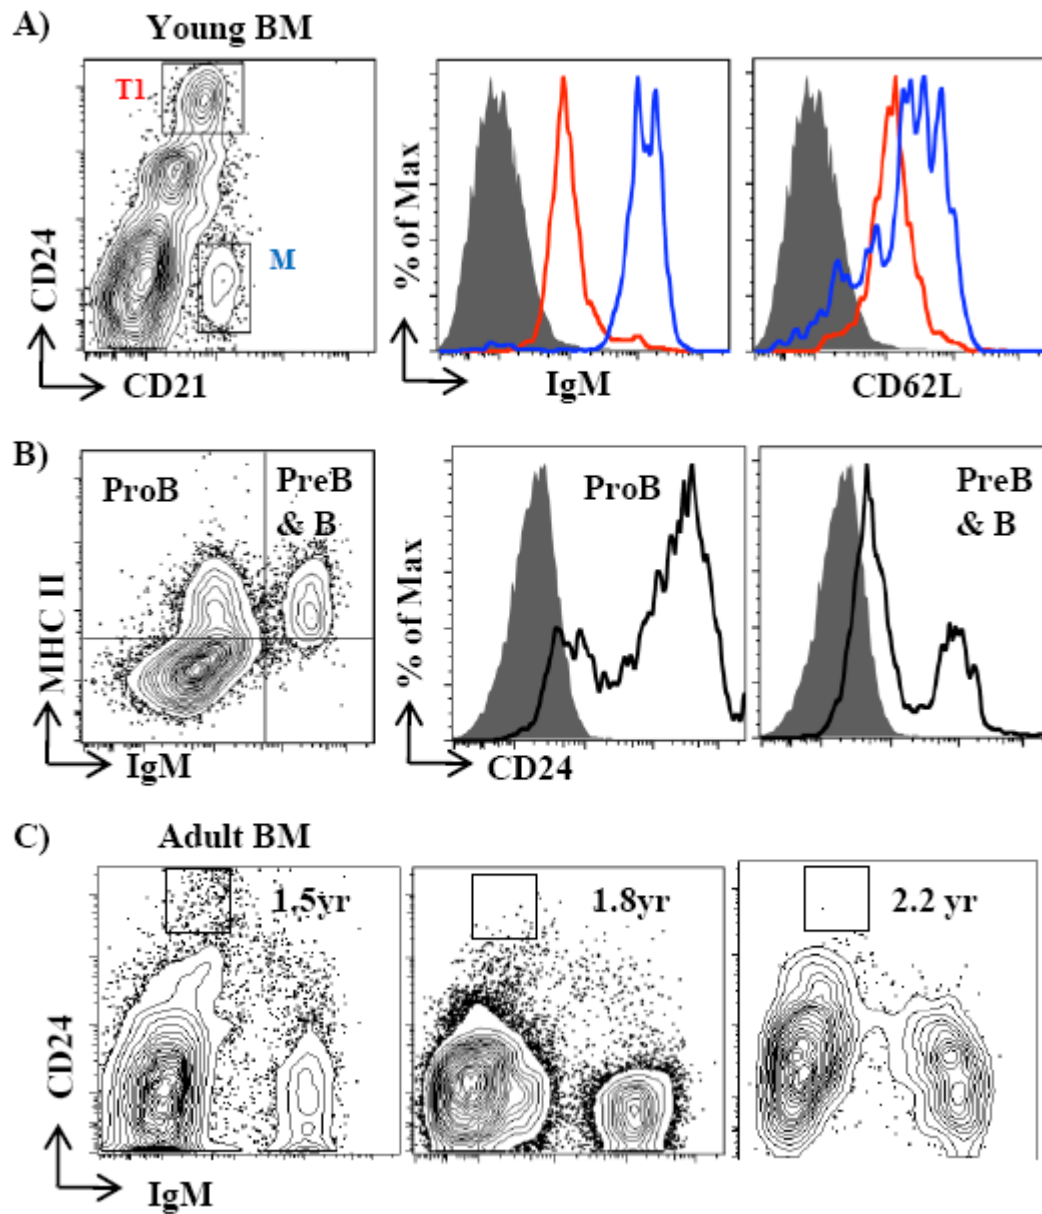 A)
Young BM
T1
M
CD24
CD21
% of Max
IgM
CD62L
B)
ProB
PreB
& B
MHC II
IgM
% of Max
ProB
PreB
& B
CD24
C)
Adult BM
1.5yr
1.8yr
2.2 yr
CD24
IgM